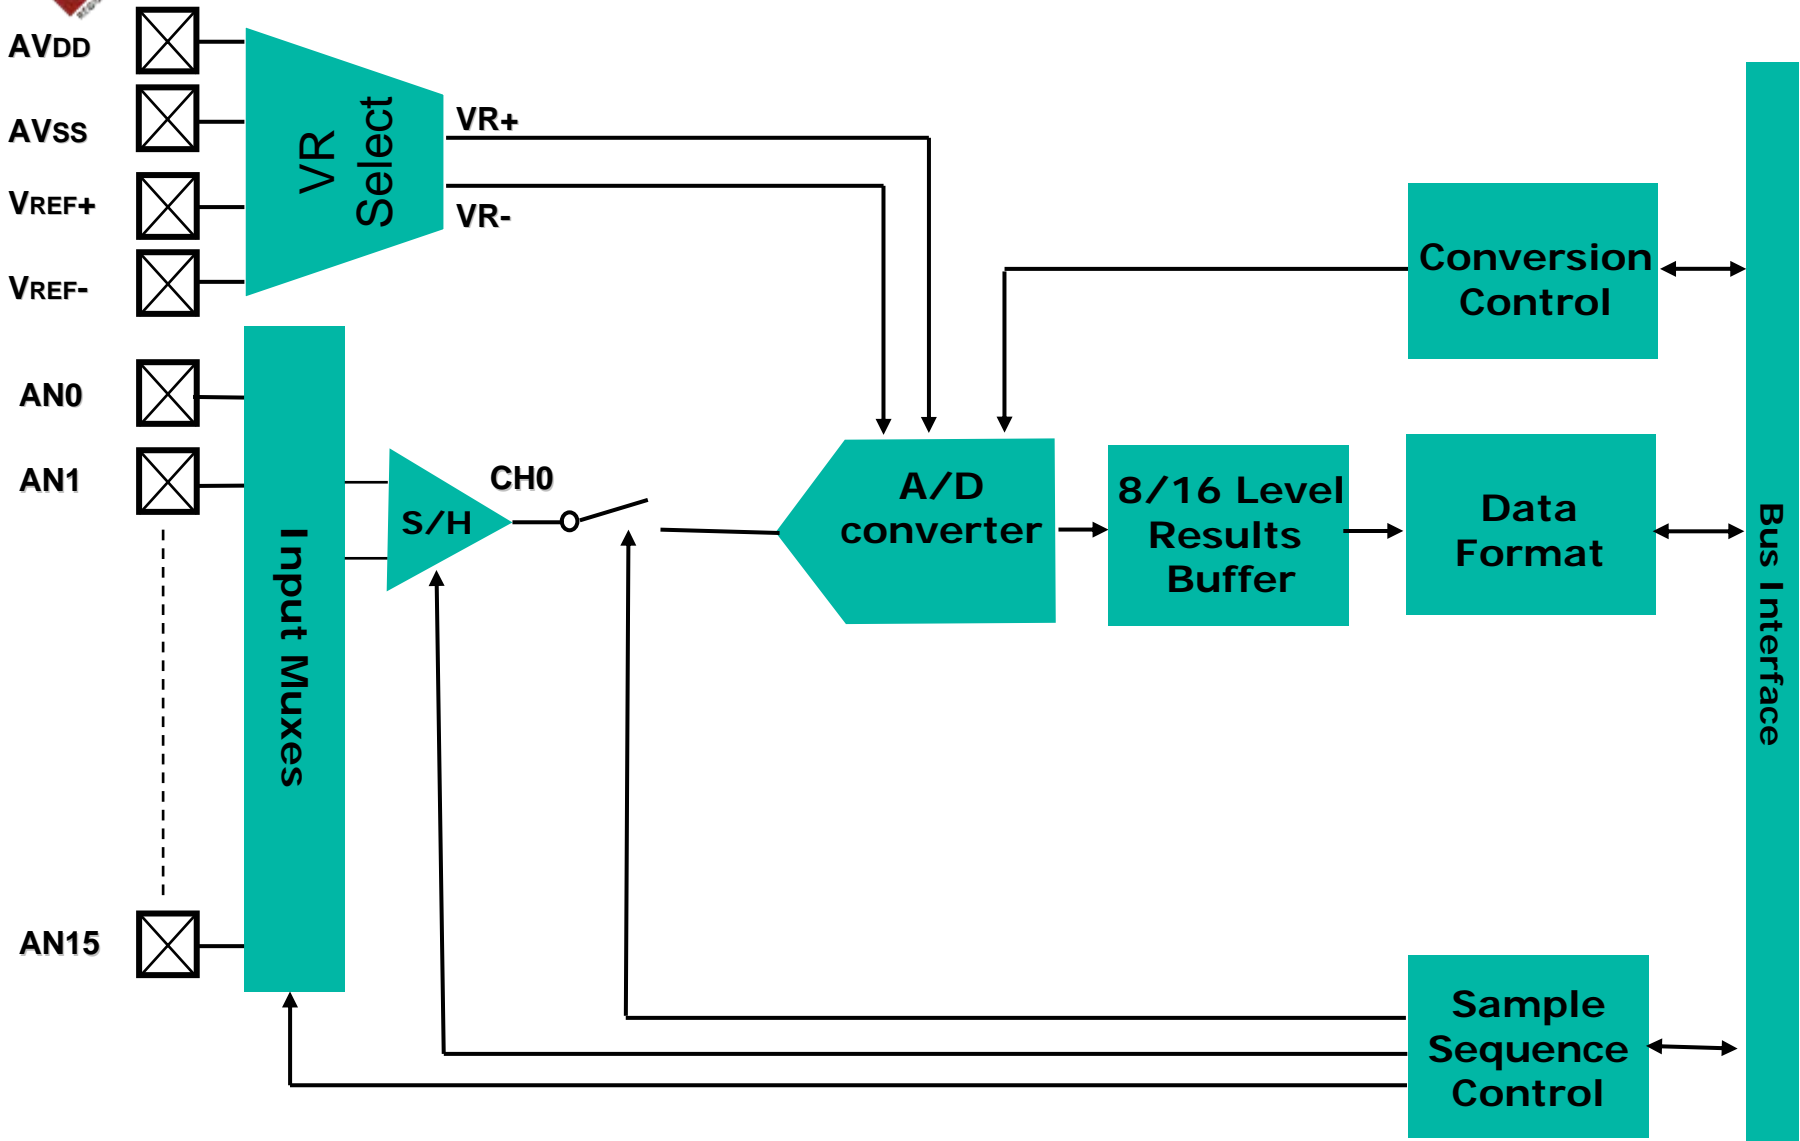 AVDD
AVSS
VREF+
VREF-
VR
Select
VR+
VR-
AN0
AN1
AN15
Input Muxes
S/H
CH0
A/D
converter
8/16 Level
Results
Buffer
Data
Format
Conversion
Control
Sample
Sequence
Control
Bus Interface